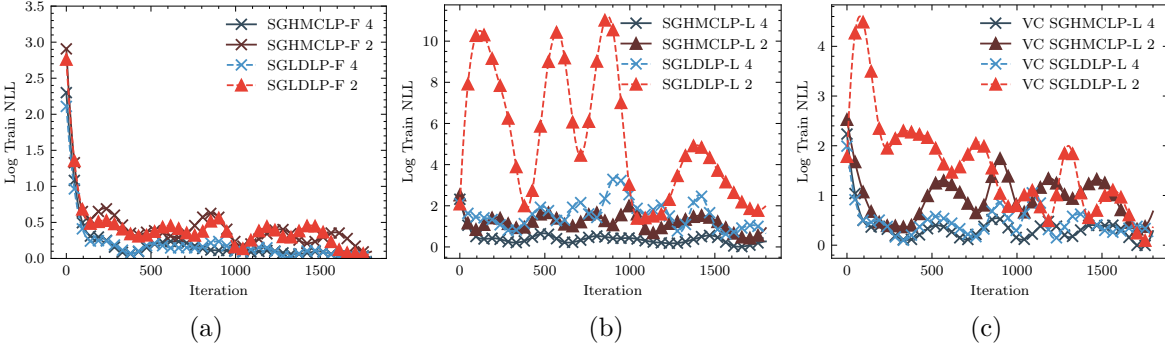 3.5
3.0
2.5
2.0
1.5
1.0
0.5
0.0
Log Train NLL
SGHMCLP-F 4
SGHMCLP-F 2
SGLDLP-F 4
SGLDLP-F 2
0 500 1000 1500
Iteration
(a)
10
8
6
4
2
0
Log Train NLL
SGHMCLP-L 4
SGHMCLP-L 2
SGLDLP-L 4
SGLDLP-L 2
0 500 1000 1500
Iteration
(b)
4
3
2
1
0
Log Train NLL
VC SGHMCLP-L 4
VC SGHMCLP-L 2
VC SGLDLP-L 4
VC SGLDLP-L 2
0 500 1000 1500
Iteration
(c)